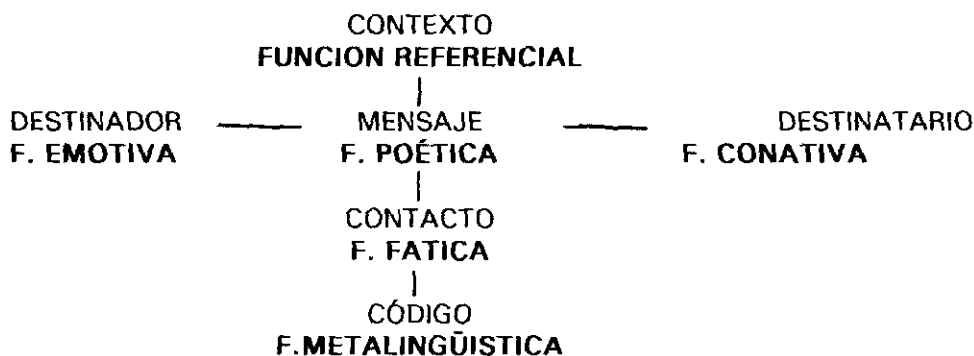 CONTEXTO
FUNCION REFERENCIAL
DESTINADOR MENSAJE DESTINATARIO
F. EMOTIVA F. POÉTICA F. CONATIVA
CONTACTO
F. FATICA
CÓDIGO
F.METALINGÜISTICA